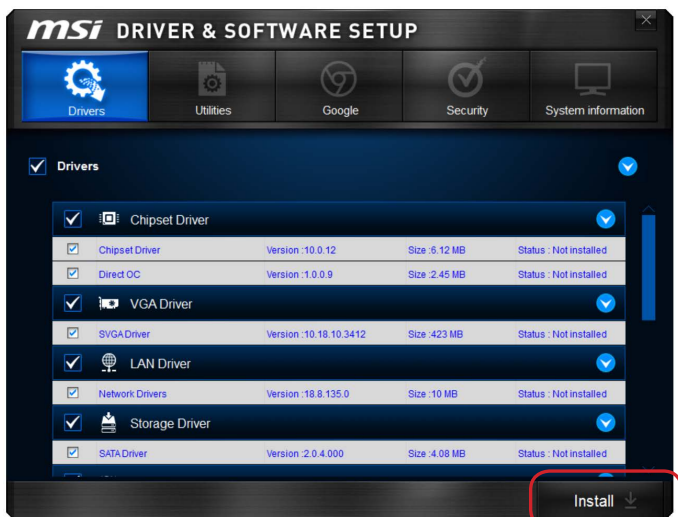 msi DRIVER & SOFTWARE SETUP
Drivers Utilities Google Security System information
Drivers
Chipset Driver
Chipset Driver Version :10.0.12 Size :6.12 MB Status : Not installed
Direct OC Version :1.0.0.9 Size :2.45 MB Status : Not installed
VGA Driver
SVGADriver Version :10.18.10.3412 Size :423 MB Status : Not installed
LAN Driver
Network Drivers Version :18.8.135.0 Size :10 MB Status : Not installed
Storage Driver
SATADriver Version :2.0.4.000 Size :4.08 MB Status : Not installed
Install